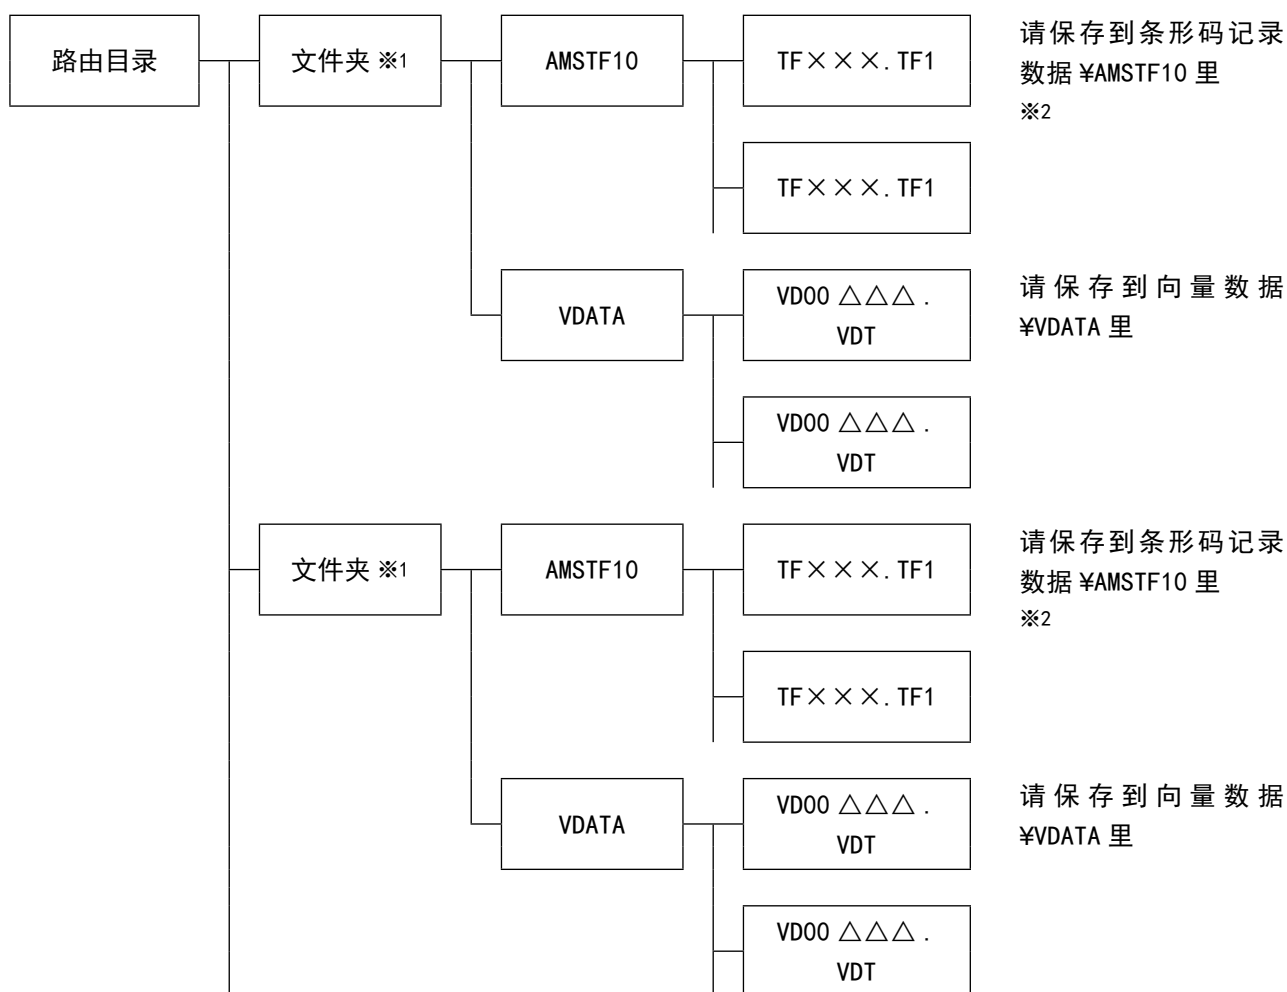 路由目录
文件夹 ※1
AMSTF10
TF×××.TF1
请保存到条形码记录
数据 ¥AMSTF10 里
※2
TF×××.TF1
VDATA
VD00 △△△ .
VDT
请保存到向量数据
¥VDATA 里
VD00 △△△ .
VDT
文件夹 ※1
AMSTF10
TF×××.TF1
请保存到条形码记录
数据 ¥AMSTF10 里
※2
TF×××.TF1
VDATA
VD00 △△△ .
VDT
请保存到向量数据
¥VDATA 里
VD00 △△△ .
VDT